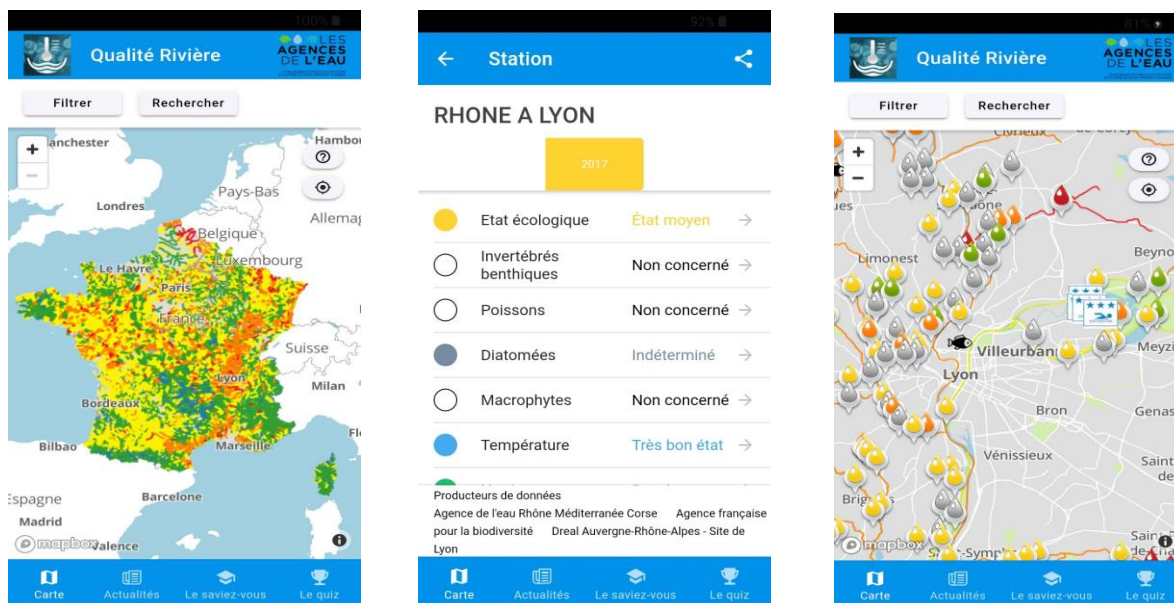 100%
Qualité Rivière
LES
AGENCES
DE L'EAU
Filtrer
Rechercher
anchester
Hambou
Londres
Pays-Bas
Allemag
Belgique
Luxembourg
Le Havre
Paris
France
Suisse
Lyon
Milan
Bordeaux
Bilbao
Marseille
Espagne
Barcelone
Madrid
mapbox
Valence
Carte
Actualités
Le saviez-vous
Le quiz
92%
Station
RHONE A LYON
2017
Etat écologique
État moyen
Invertébrés
benthiques
Non concerné
Poissons
Non concerné
Diatomées
Indéterminé
Macrophytes
Non concerné
Température
Très bon état
Producteurs de données
Agence de l'eau Rhône Méditerranée Corse Agence française
pour la biodiversité Dreal Auvergne-Rhône-Alpes - Site de
Lyon
Carte
Actualités
Le saviez-vous
Le quiz
81%
Qualité Rivière
LES
AGENCES
DE L'EAU
Filtrer
Rechercher
Civrieux
Limonest
Beyno
Villeurban
Meyzi
Lyon
Bron
Genas
Vénissieux
Saint
de
Brig
mapbox
Carte
Actualités
Le saviez-vous
Le quiz